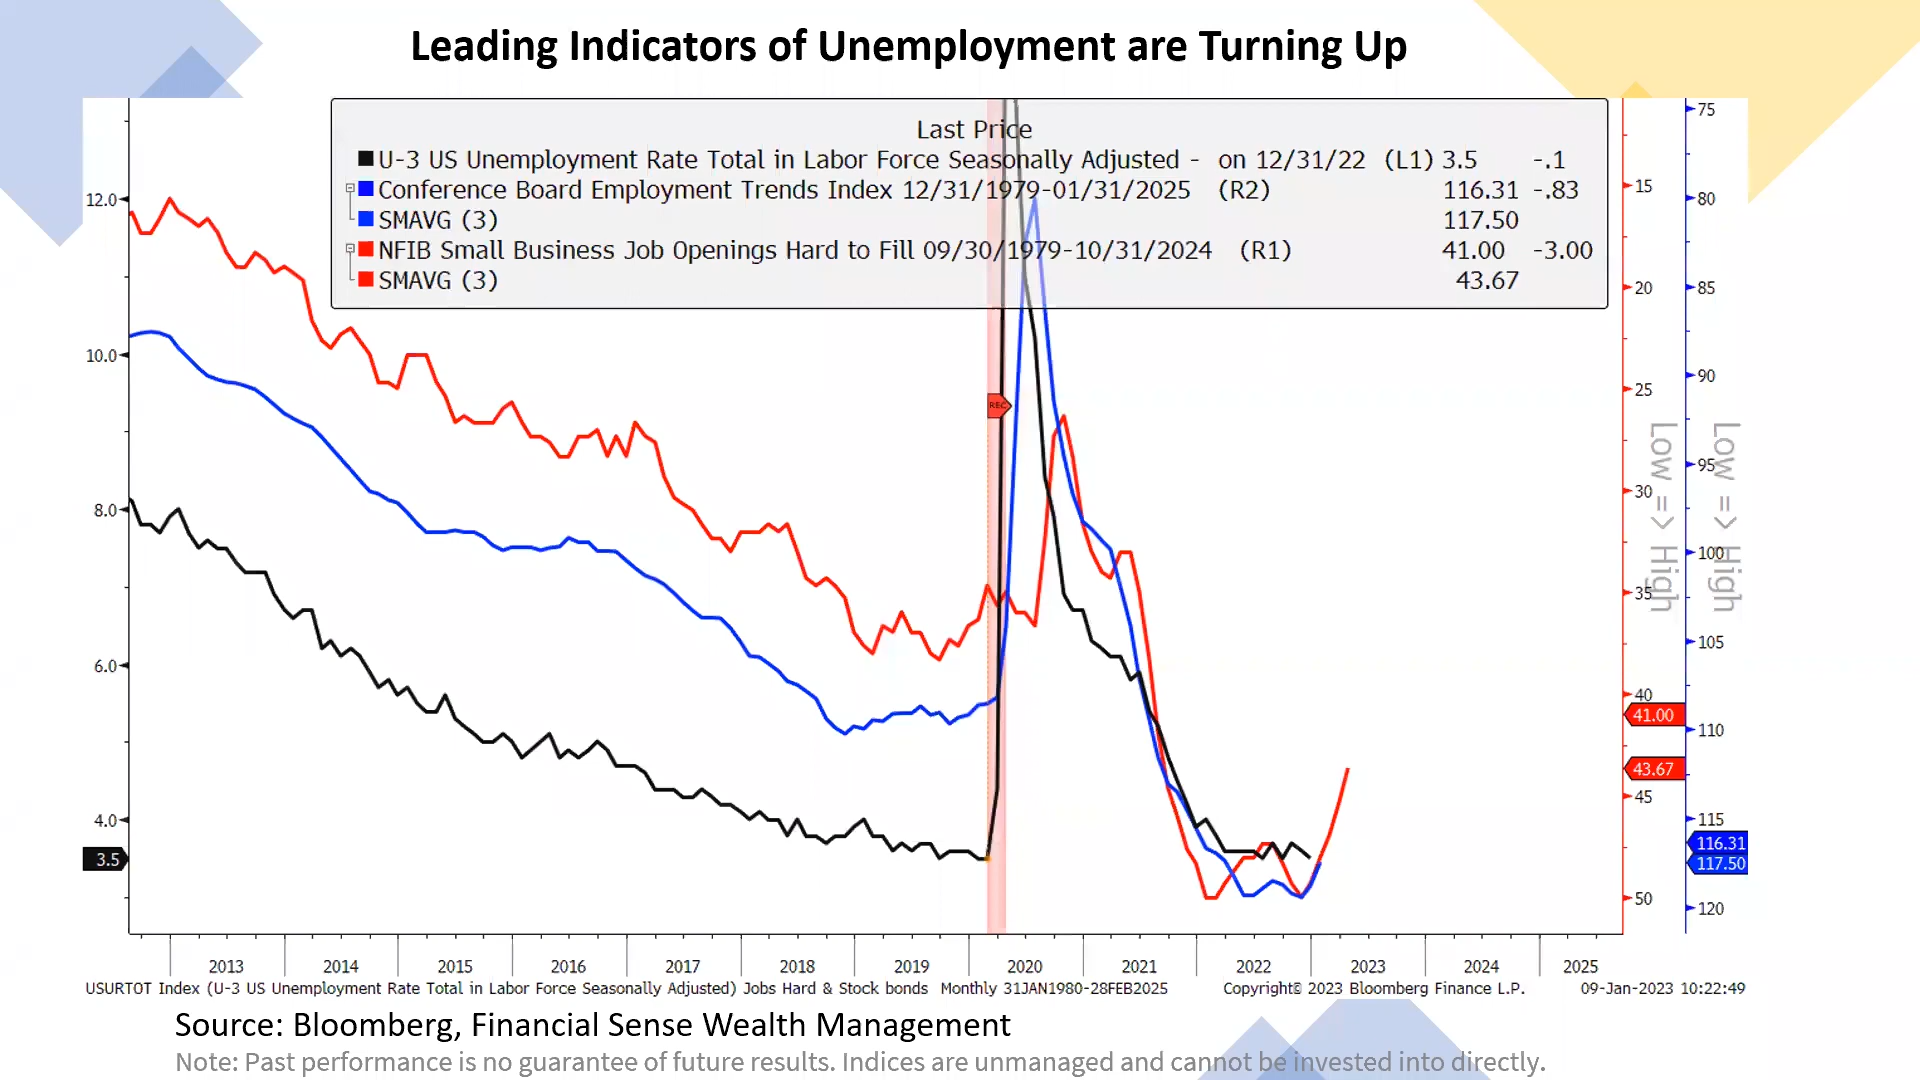 Leading Indicators of Unemployment are Turning Up
Last Price
U-3 US Unemployment Rate Total in Labor Force Seasonally Adjusted - on 12/31/22 (L1) 3.5 -.1
Conference Board Employment Trends Index 12/31/1979-01/31/2025 (R2) 116.31 -.83
SMAVG (3) 117.50
NFIB Small Business Job Openings Hard to Fill 09/30/1979-10/31/2024 (R1) 41.00 -3.00
SMAVG (3) 43.67
12.0
10.0
8.0
6.0
4.0
3.5
REC
15
20
25
30
35
40
41.00
43.67
45
50
Low => High
75
80
85
90
95
100
105
110
115
116.31
117.50
120
Low => High
2013 2014 2015 2016 2017 2018 2019 2020 2021 2022 2023 2024 2025
USURTOT Index (U-3 US Unemployment Rate Total in Labor Force Seasonally Adjusted) Jobs Hard & Stock bonds Monthly 31JAN1980-28FEB2025 Copyright© 2023 Bloomberg Finance L.P. 09-Jan-2023 10:22:49
Source: Bloomberg, Financial Sense Wealth Management
Note: Past performance is no guarantee of future results. Indices are unmanaged and cannot be invested into directly.